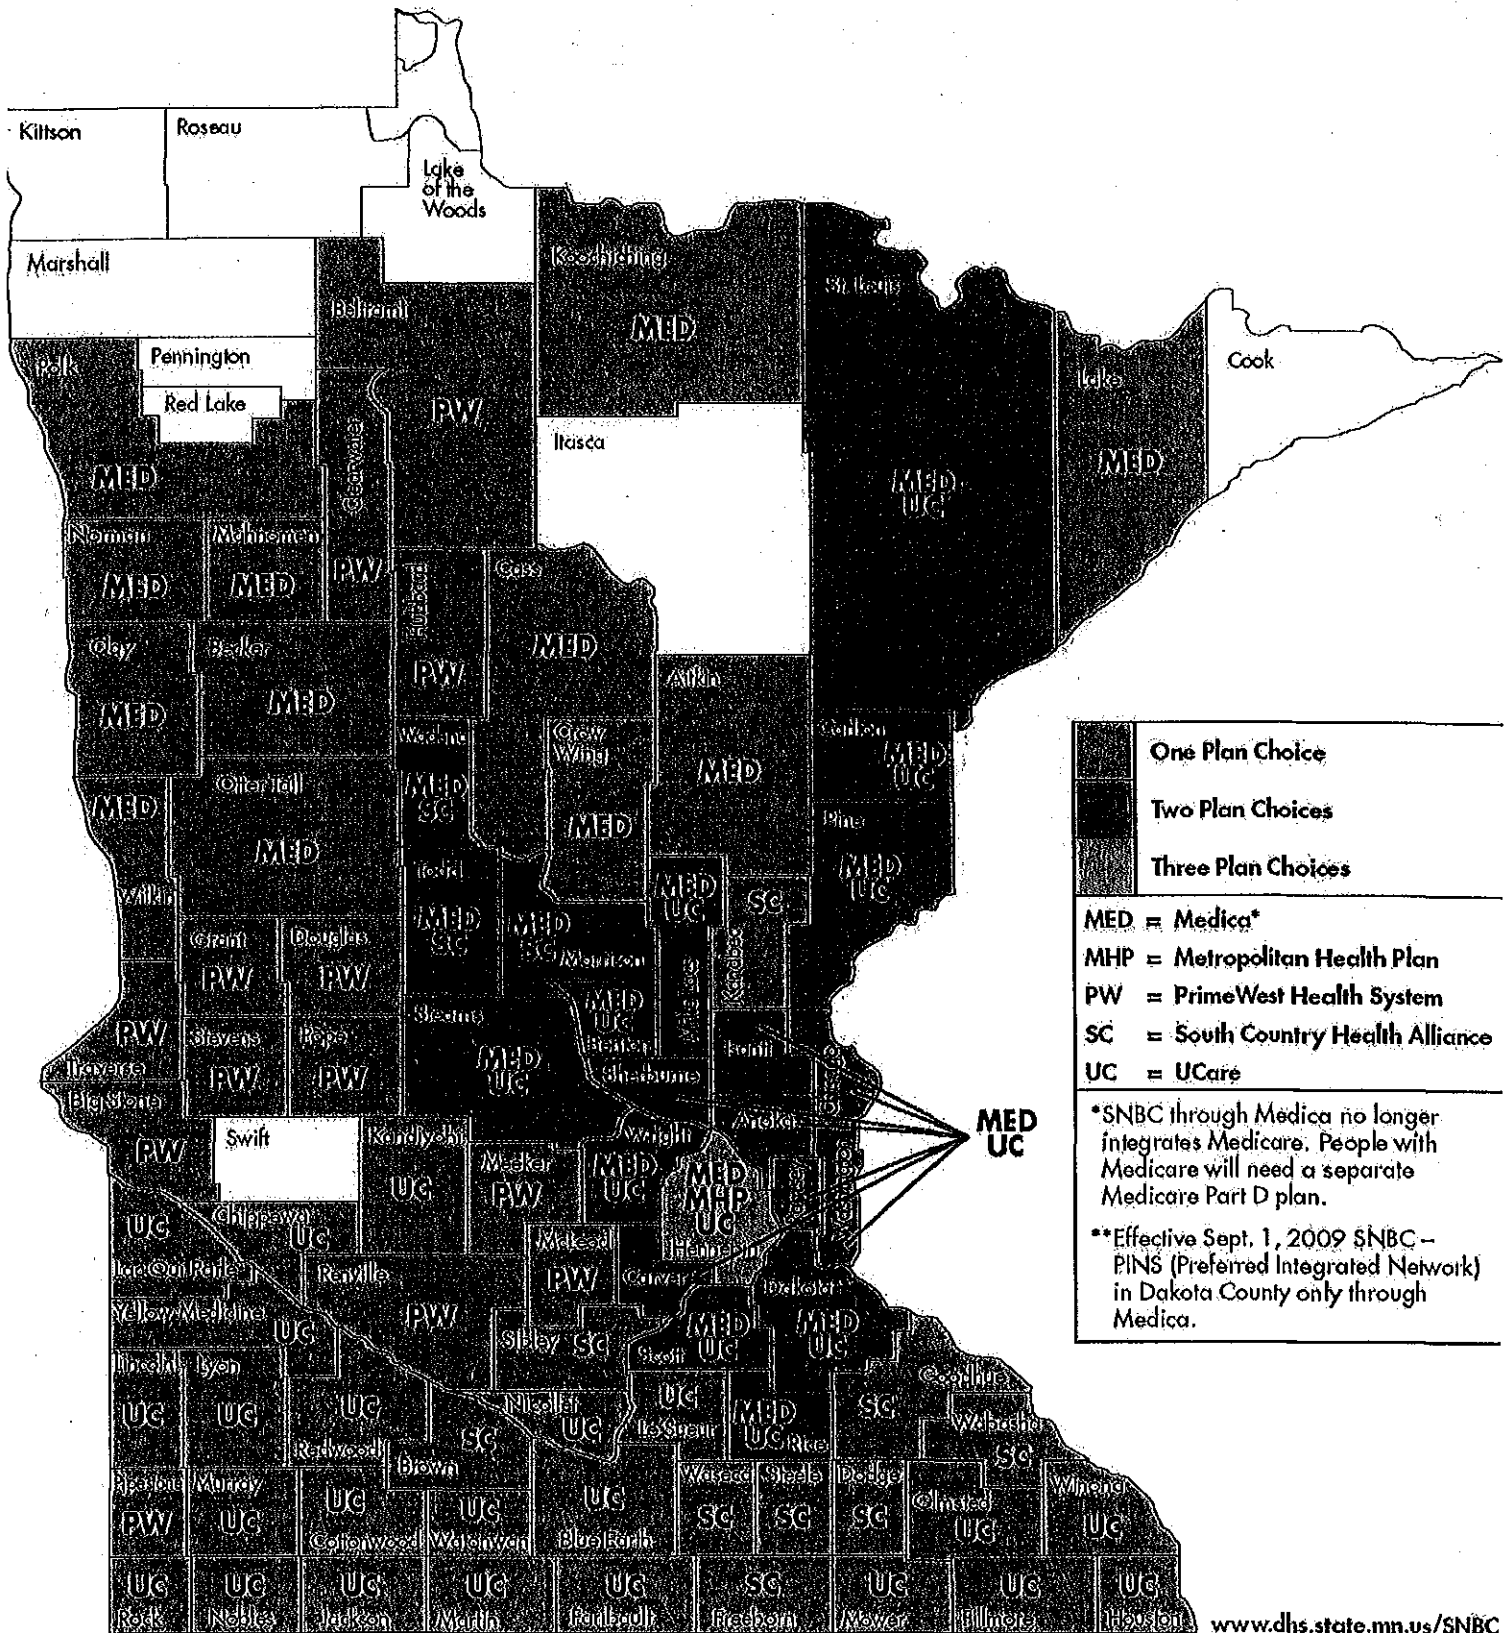 Kittson
Roseau
Lake
of the
Woods
Marshall
Koochiching
MED
St. Louis
Beltrami
Polk
Pennington
Red Lake
Cook
Lake
PW
Clearwater
Itasca
MED
MED
MED
UC
Norman
Mahnomen
MED
MED
PW
Hubbard
Cass
Clay
Becker
MED
PW
Aitkin
MED
MED
Wadena
Crow
Wing
Carlton
MED
UC
MED
Otter Tail
MED
SC
MED
MED
MED
Pine
MED
UC
Wilkin
Todd
MED
SC
MED
UC
SC
Grant
PW
Douglas
PW
MED
SC
Morrison
Kanabec
PW
Traverse
Stevens
PW
Pope
PW
Stearns
MED
UC
MED
UC
Benton
Isanti
Sherburne
Big Stone
PW
Swift
Kandiyohi
UC
Meeker
PW
Wright
MED
UC
Anoka
MED
MHP
UC
Hennepin
MED
UC
UC
Lac Qui Parle
Chippewa
UC
Renville
PW
McLeod
PW
Carver
Dakota
MED
UC
Yellow Medicine
UC
Sibley
SC
Scott
MED
UC
Lincoln
UC
Lyon
UC
UC
Redwood
SC
Brown
Nicollet
UC
UC
Le Sueur
MED
UC
Rice
SC
Goodhue
Wabasha
SC
Pipestone
PW
Murray
UC
UC
Cottonwood
UC
Watonwan
UC
Blue Earth
Waseca
SC
Steele
SC
Dodge
SC
Olmsted
UC
Winona
UC
UC
Rock
UC
Nobles
UC
Jackson
UC
Martin
UC
Faribault
SC
Freeborn
UC
Mower
UC
Fillmore
UC
Houston
One Plan Choice
Two Plan Choices
Three Plan Choices
MED = Medica*
MHP = Metropolitan Health Plan
PW = PrimeWest Health System
SC = South Country Health Alliance
UC = UCare
*SNBC through Medica no longer
integrates Medicare. People with
Medicare will need a separate
Medicare Part D plan.
**Effective Sept. 1, 2009 SNBC –
PINS (Preferred Integrated Network)
in Dakota County only through
Medica.
www.dhs.state.mn.us/SNBC